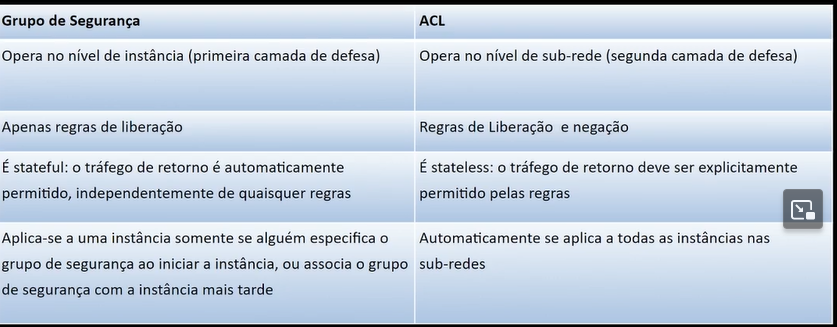 Grupo de Segurança
ACL
Opera no nível de instância (primeira camada de defesa)
Opera no nível de sub-rede (segunda camada de defesa)
Apenas regras de liberação
Regras de Liberação e negação
É stateful: o tráfego de retorno é automaticamente
permitido, independentemente de quaisquer regras
É stateless: o tráfego de retorno deve ser explicitamente
permitido pelas regras
Aplica-se a uma instância somente se alguém especifica o
grupo de segurança ao iniciar a instância, ou associa o grupo
de segurança com a instância mais tarde
Automaticamente se aplica a todas as instâncias nas
sub-redes